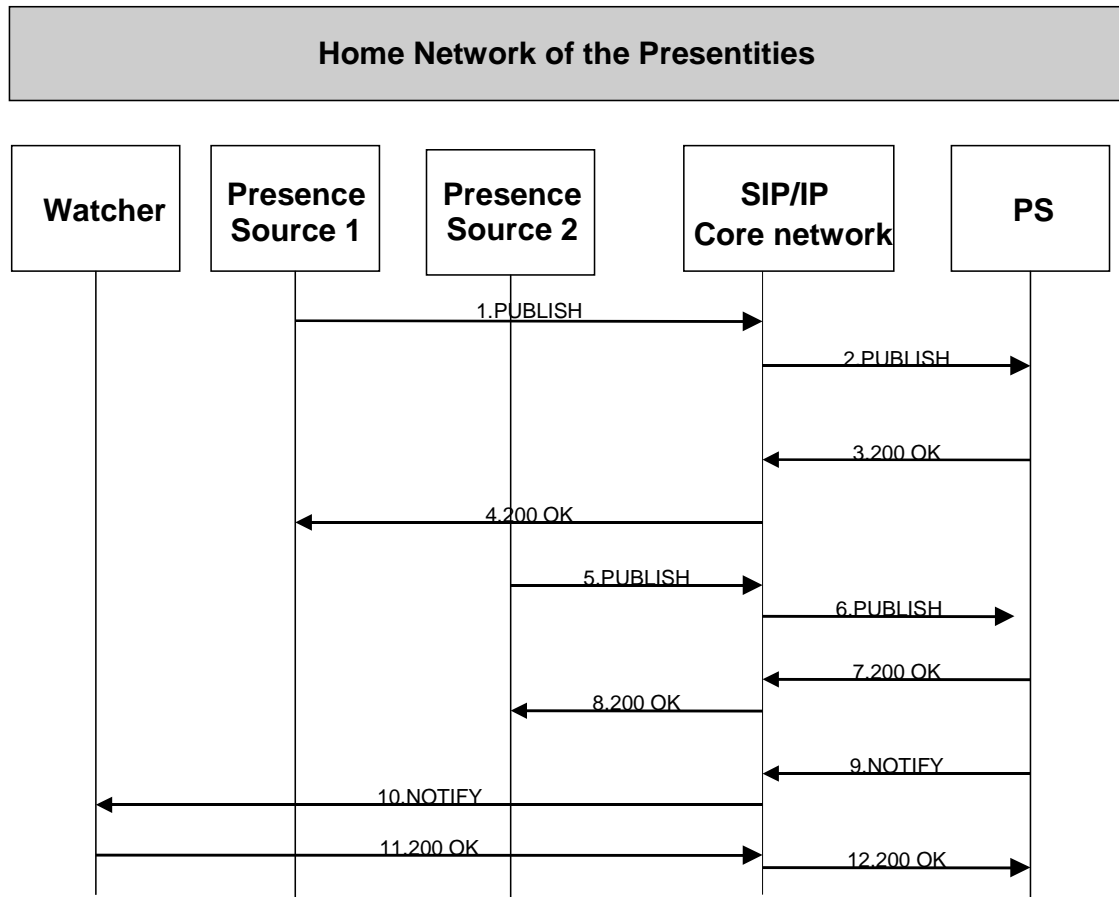 Home Network of the Presentities
Watcher
Presence
Source 1
Presence
Source 2
SIP/IP
Core network
PS
1.PUBLISH
2.PUBLISH
3.200 OK
4.200 OK
5.PUBLISH
6.PUBLISH
7.200 OK
8.200 OK
9.NOTIFY
10.NOTIFY
11.200 OK
12.200 OK